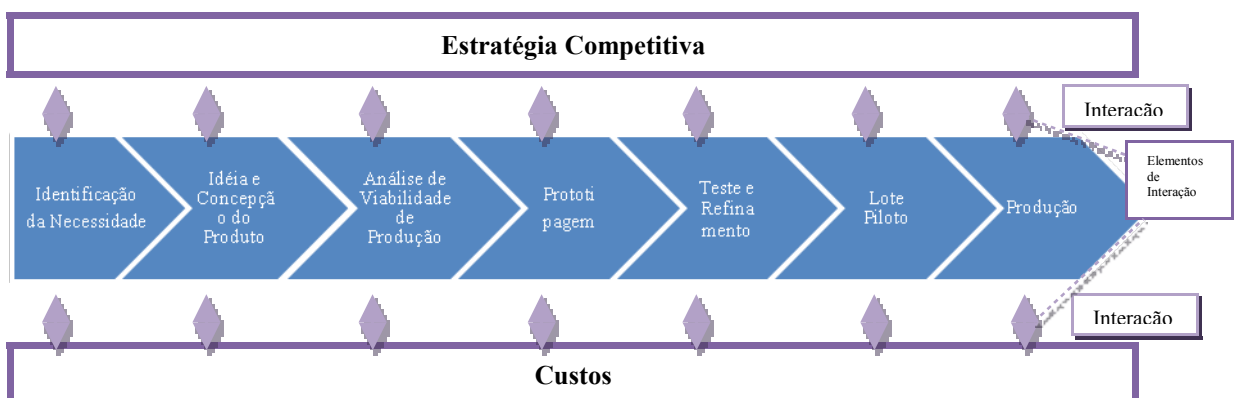 Estratégia Competitiva
Interação
Elementos
de
Interação
Identificação
da Necessidade
Idéia e
Concepçã
o do
Produto
Análise de
Viabilidade
de
Produção
Prototi
pagem
Teste e
Refina
mento
Lote
Piloto
Produção
Interação
Custos